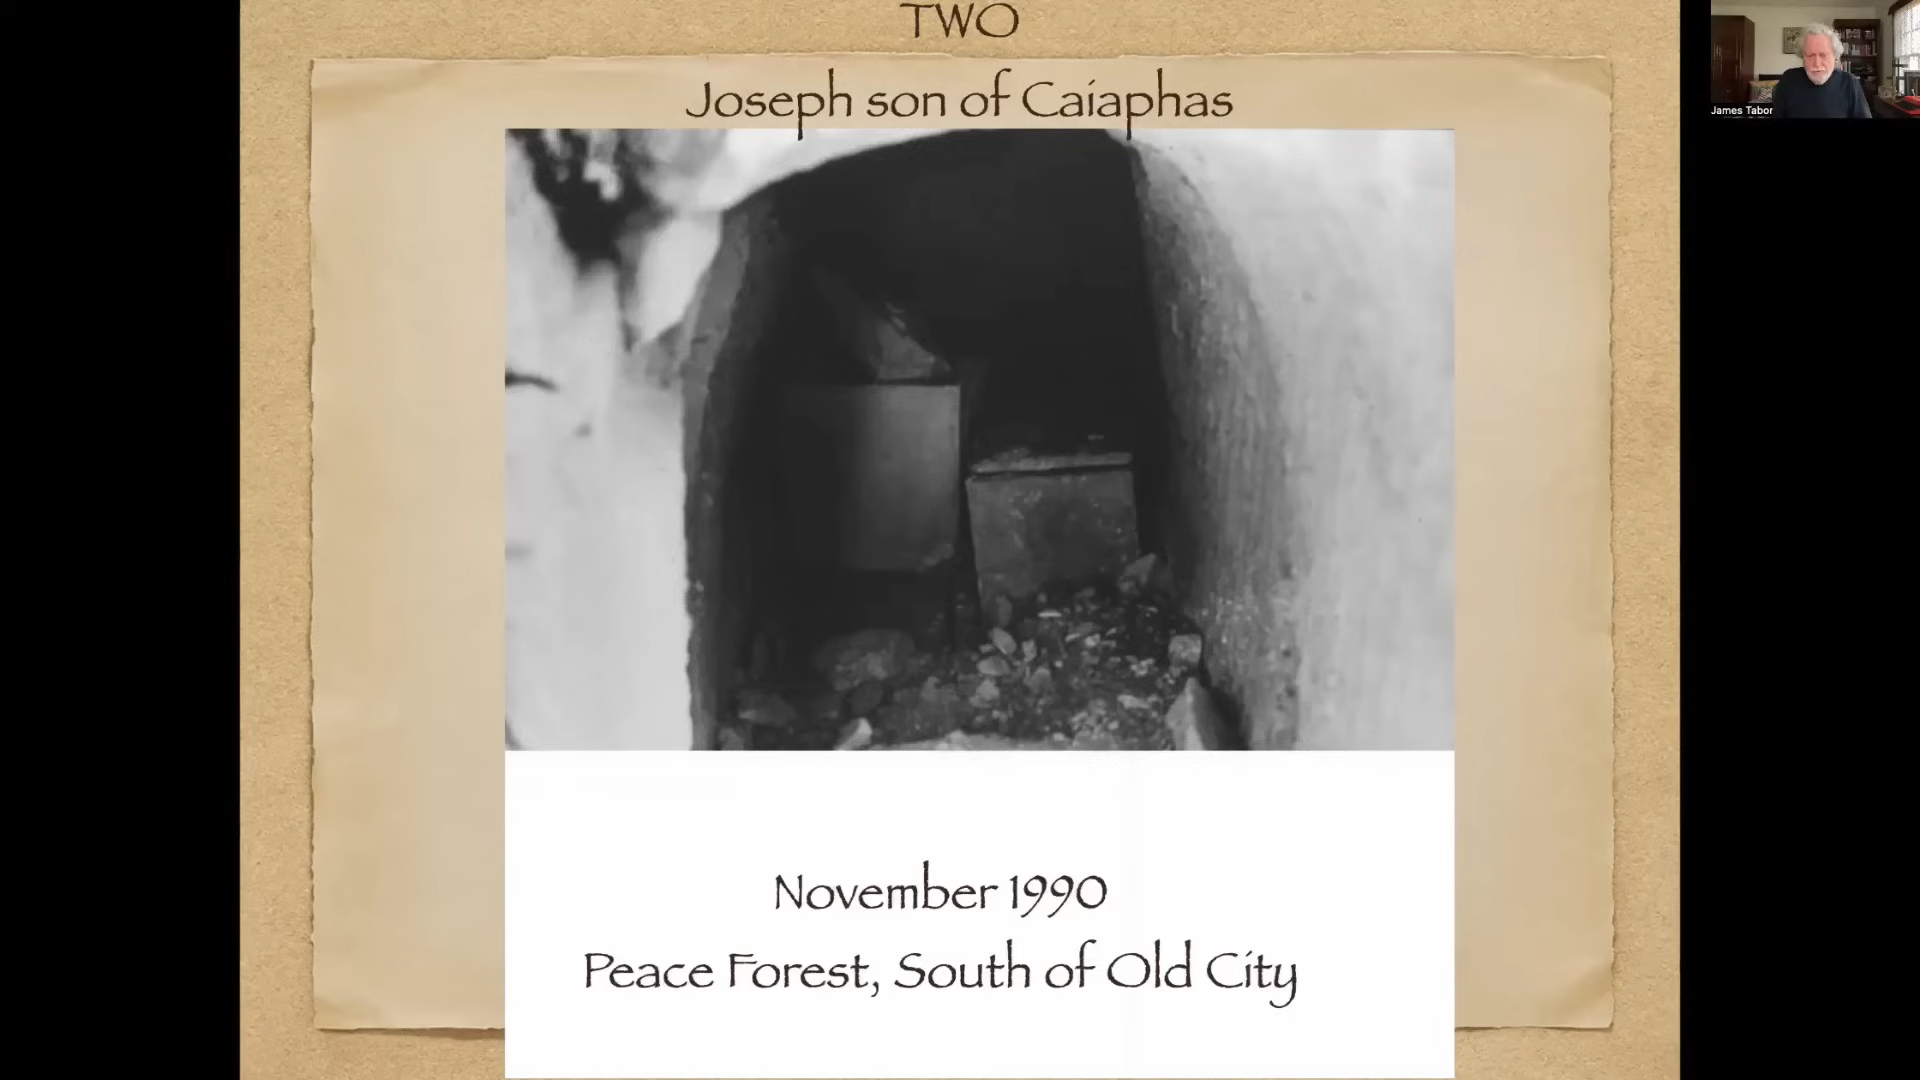 TWO
Joseph son of Caiaphas
James Tabor
November 1990
Peace Forest, South of Old City